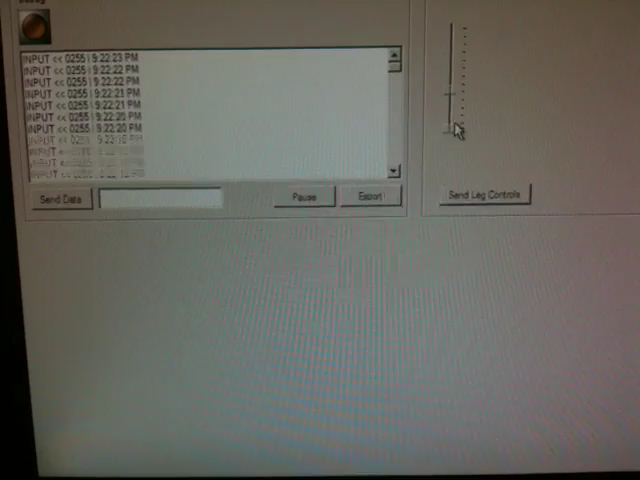 INPUT << 0255 | 9:22:23 PM
INPUT << 0255 | 9:22:22 PM
INPUT << 0255 | 9:22:22 PM
INPUT << 0255 | 9:22:21 PM
INPUT << 0255 | 9:22:21 PM
INPUT << 0255 | 9:22:20 PM
INPUT << 0255 | 9:22:20 PM
Send Data
Pause
Export
Send Leg Controls